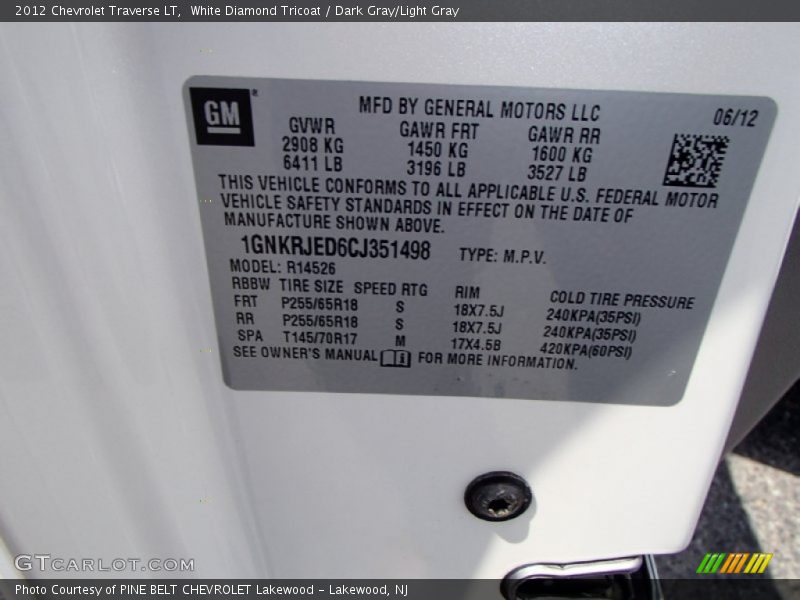 2012 Chevrolet Traverse LT,  White Diamond Tricoat / Dark Gray/Light Gray
GM ®
MFD BY GENERAL MOTORS LLC 06/12
GVWR GAWR FRT GAWR RR
2908 KG 1450 KG 1600 KG
6411 LB 3196 LB 3527 LB
THIS VEHICLE CONFORMS TO ALL APPLICABLE U.S. FEDERAL MOTOR
VEHICLE SAFETY STANDARDS IN EFFECT ON THE DATE OF
MANUFACTURE SHOWN ABOVE.
1GNKRJED6CJ351498 TYPE: M.P.V.
MODEL: R14526
RBBW TIRE SIZE SPEED RTG RIM COLD TIRE PRESSURE
FRT P255/65R18 S 18X7.5J 240KPA(35PSI)
RR P255/65R18 S 18X7.5J 240KPA(35PSI)
SPA T145/70R17 M 17X4.5B 420KPA(60PSI)
SEE OWNER'S MANUAL FOR MORE INFORMATION.
GTCARLOT.COM
Photo Courtesy of PINE BELT CHEVROLET Lakewood - Lakewood, NJ